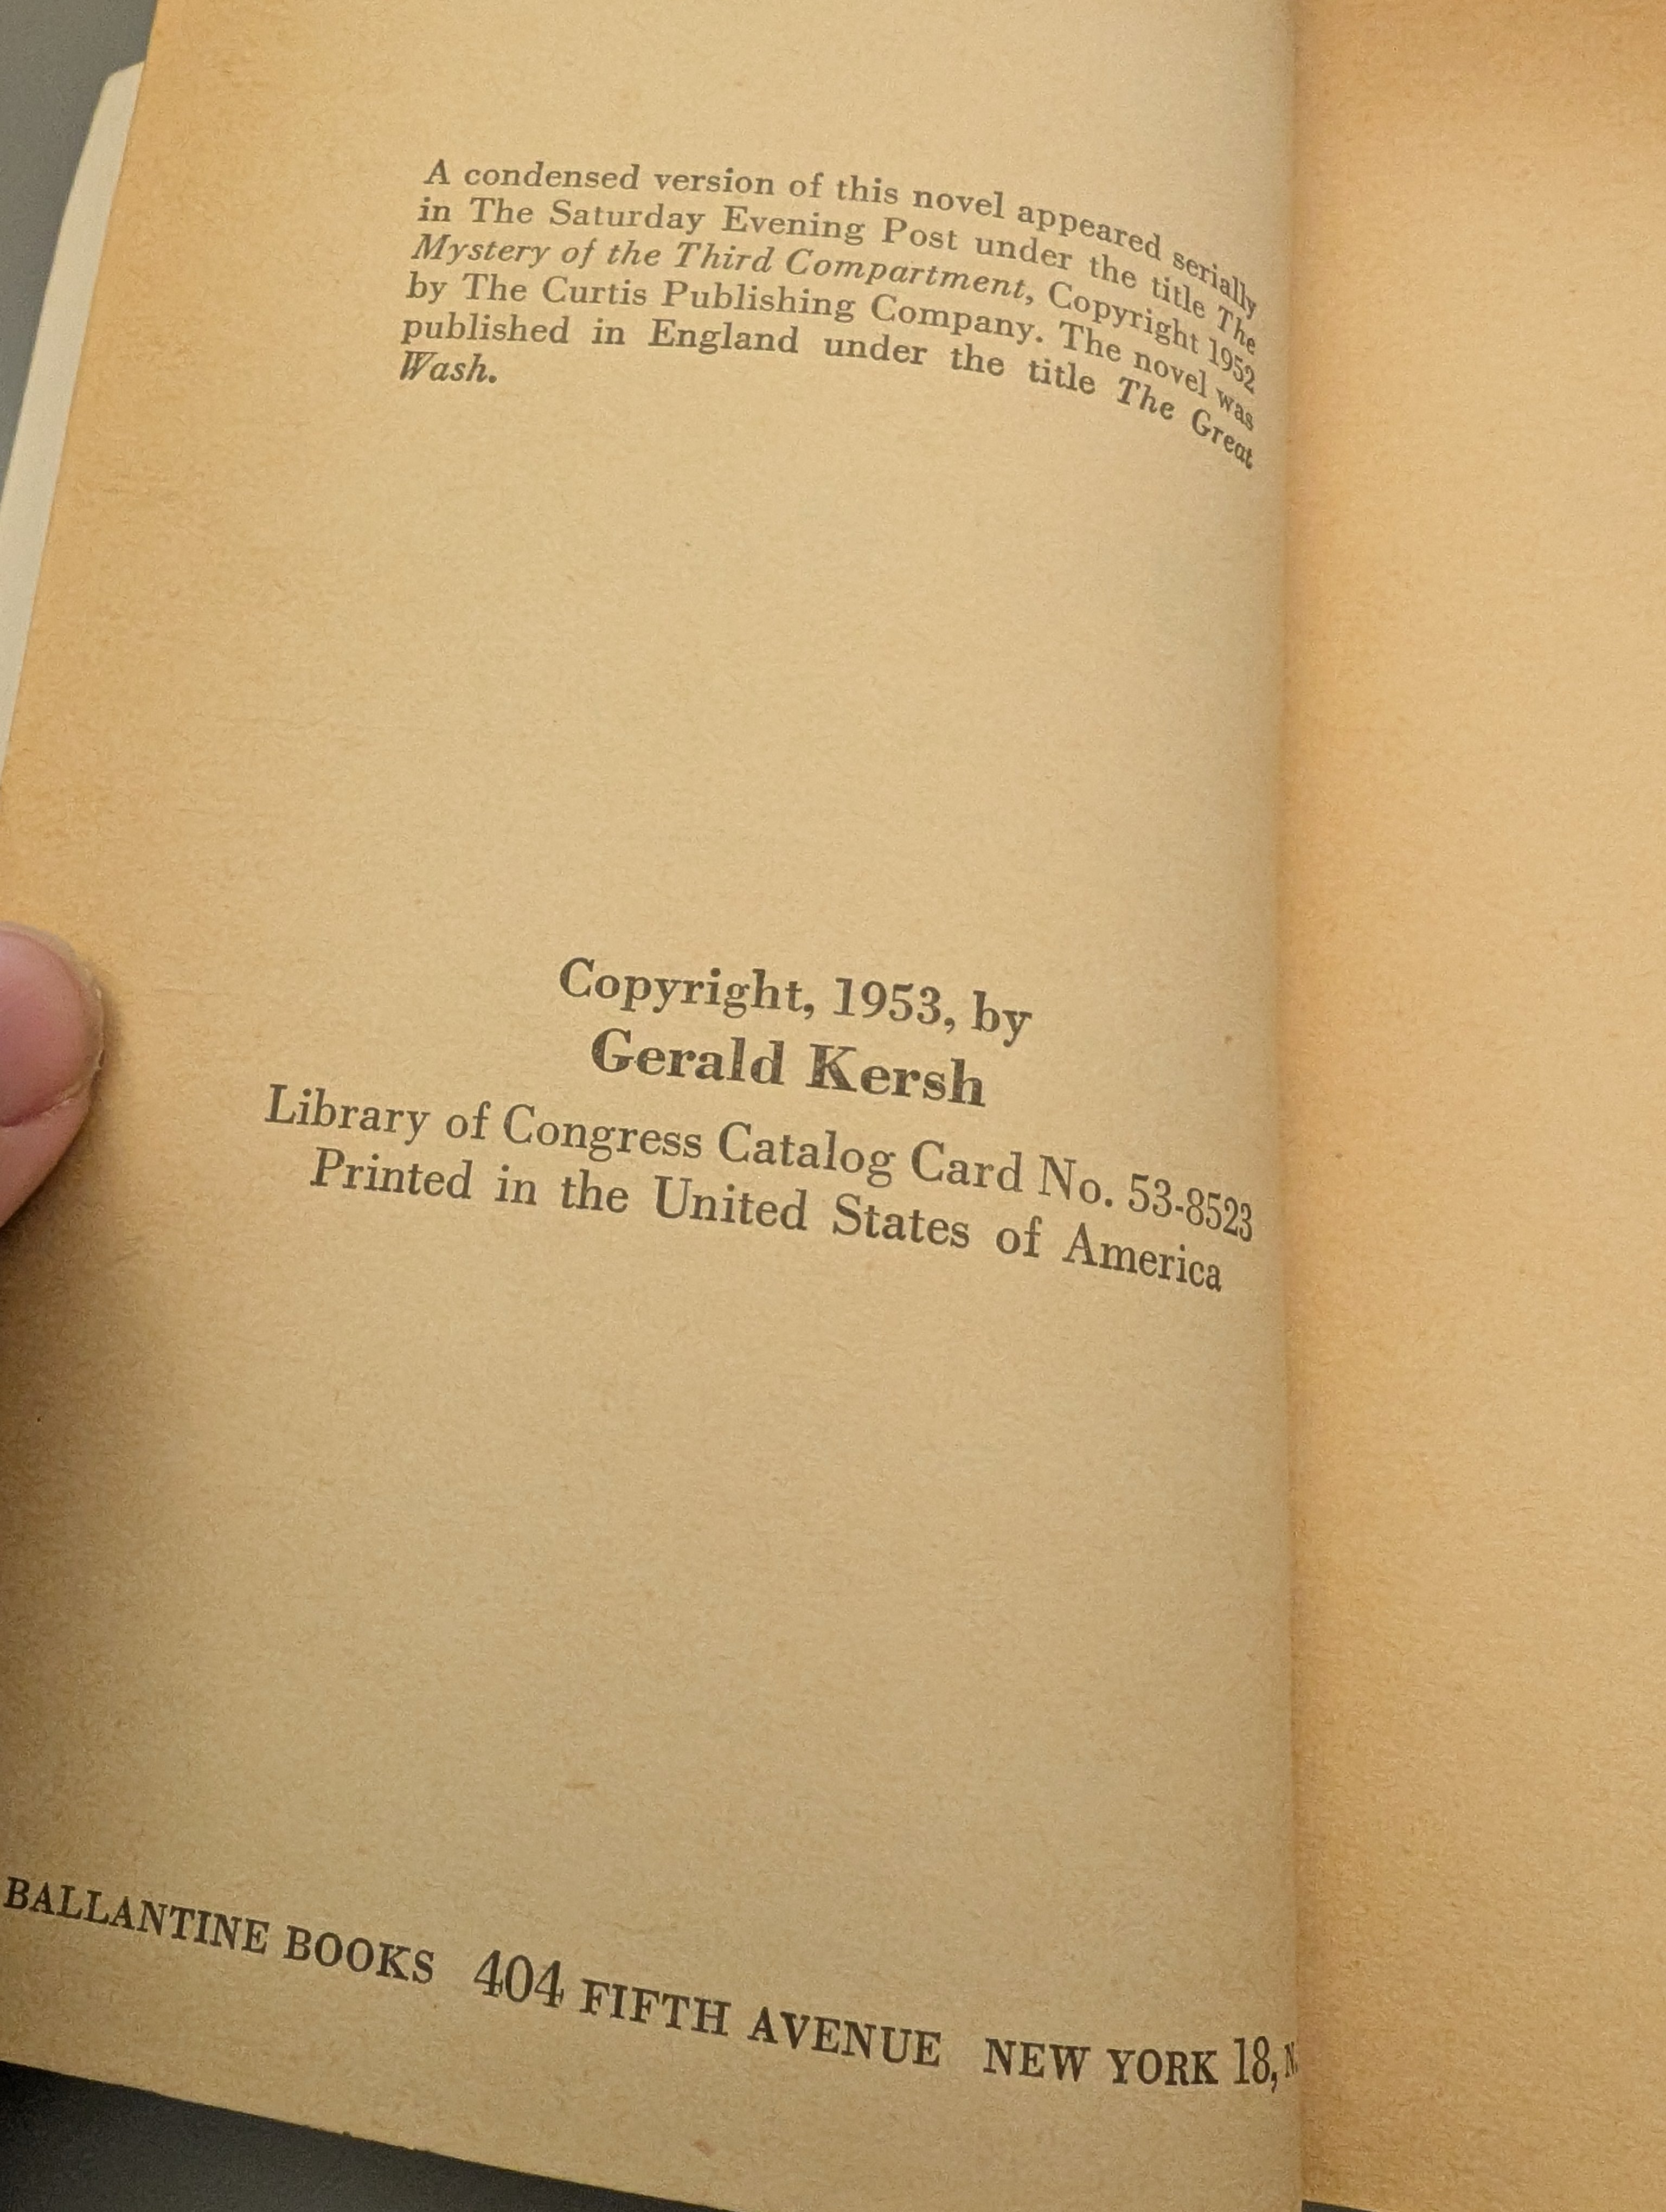 A condensed version of this novel appeared serially
in The Saturday Evening Post under the title The
Mystery of the Third Compartment, Copyright 1952
by The Curtis Publishing Company. The novel was
published in England under the title The Great
Wash.
Copyright, 1953, by
Gerald Kersh
Library of Congress Catalog Card No. 53-8523
Printed in the United States of America
BALLANTINE BOOKS 404 FIFTH AVENUE NEW YORK 18, N.